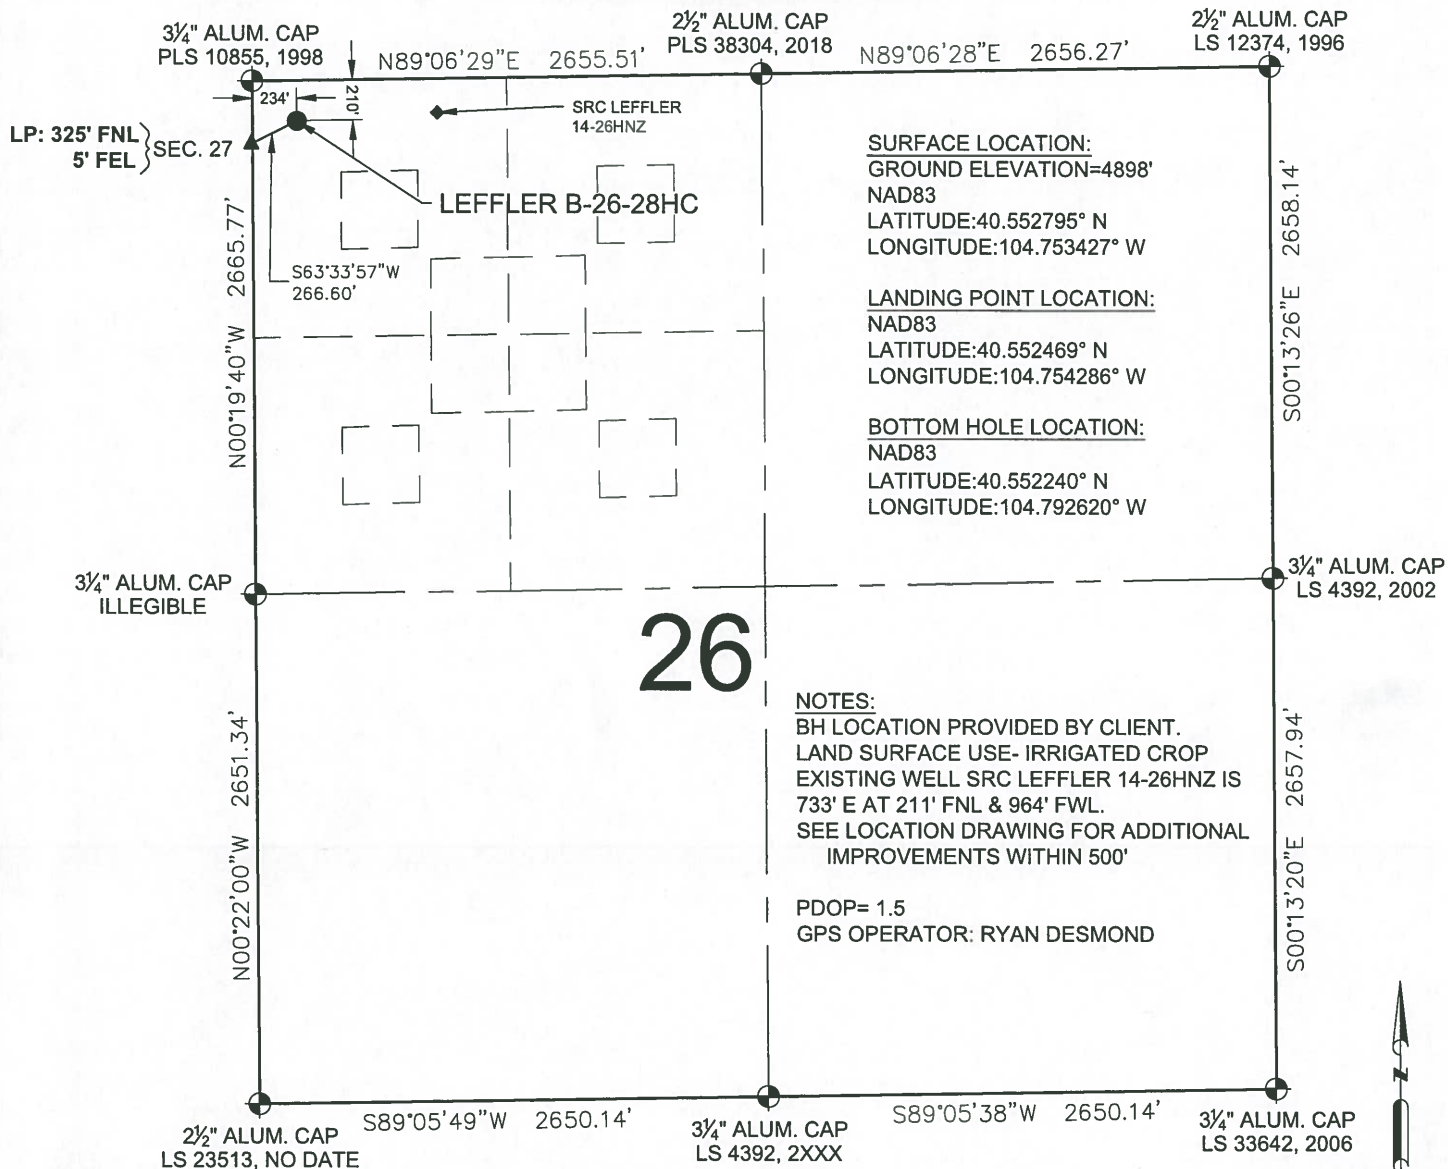 3¼" ALUM. CAP
PLS 10855, 1998
N89°06'29"E 2655.51'
2½" ALUM. CAP
PLS 38304, 2018
N89°06'28"E 2656.27'
2½" ALUM. CAP
LS 12374, 1996
234'
210'
SRC LEFFLER
14-26HNZ
LP: 325' FNL
5' FEL
SEC. 27
LEFFLER B-26-28HC
S63°33'57"W
266.60'
N00°19'40"W 2665.77'
SURFACE LOCATION:
GROUND ELEVATION=4898'
NAD83
LATITUDE:40.552795° N
LONGITUDE:104.753427° W
LANDING POINT LOCATION:
NAD83
LATITUDE:40.552469° N
LONGITUDE:104.754286° W
BOTTOM HOLE LOCATION:
NAD83
LATITUDE:40.552240° N
LONGITUDE:104.792620° W
S00°13'26"E 2658.14'
3¼" ALUM. CAP
ILLEGIBLE
3¼" ALUM. CAP
LS 4392, 2002
26
N00°22'00"W 2651.34'
NOTES:
BH LOCATION PROVIDED BY CLIENT.
LAND SURFACE USE- IRRIGATED CROP
EXISTING WELL SRC LEFFLER 14-26HNZ IS
733' E AT 211' FNL & 964' FWL.
SEE LOCATION DRAWING FOR ADDITIONAL
IMPROVEMENTS WITHIN 500'
PDOP= 1.5
GPS OPERATOR: RYAN DESMOND
S00°13'20"E 2657.94'
N
2½" ALUM. CAP
LS 23513, NO DATE
S89°05'49"W 2650.14'
3¼" ALUM. CAP
LS 4392, 2XXX
S89°05'38"W 2650.14'
3¼" ALUM. CAP
LS 33642, 2006